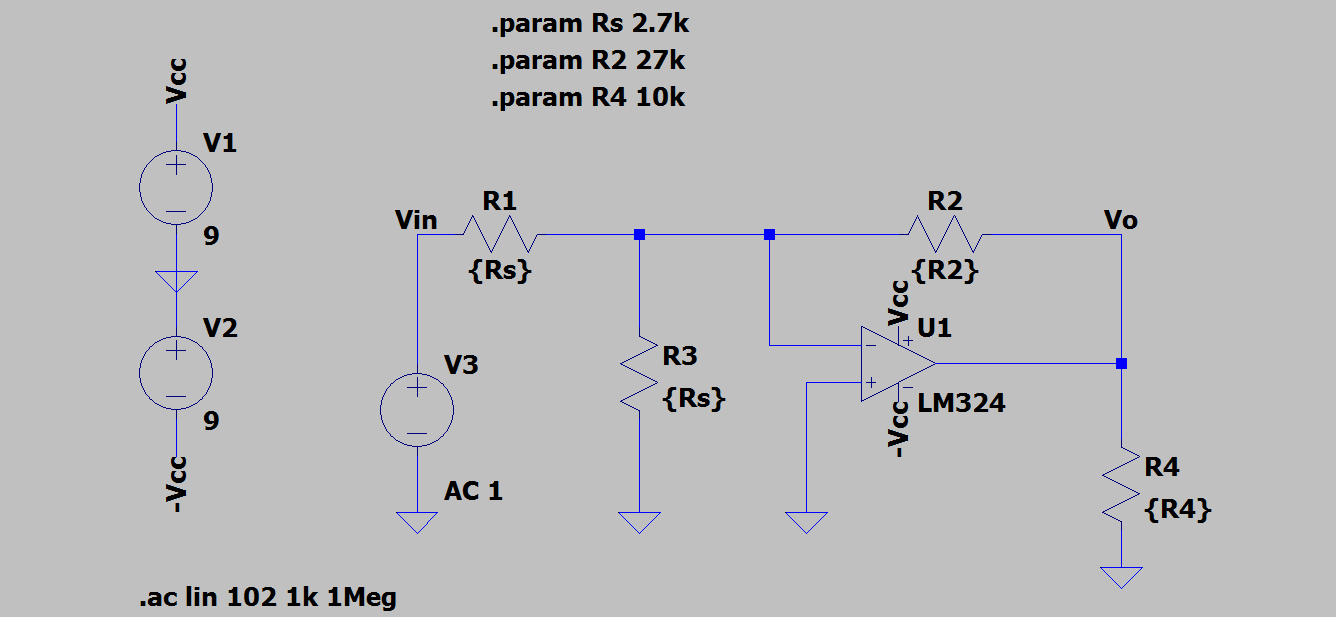 .param Rs 2.7k
.param R2 27k
.param R4 10k
Vcc
V1
9
V2
9
-Vcc
Vin
R1
{Rs}
R2
{R2}
Vo
Vcc
U1
LM324
-Vcc
R3
{Rs}
V3
AC 1
R4
{R4}
.ac lin 102 1k 1Meg